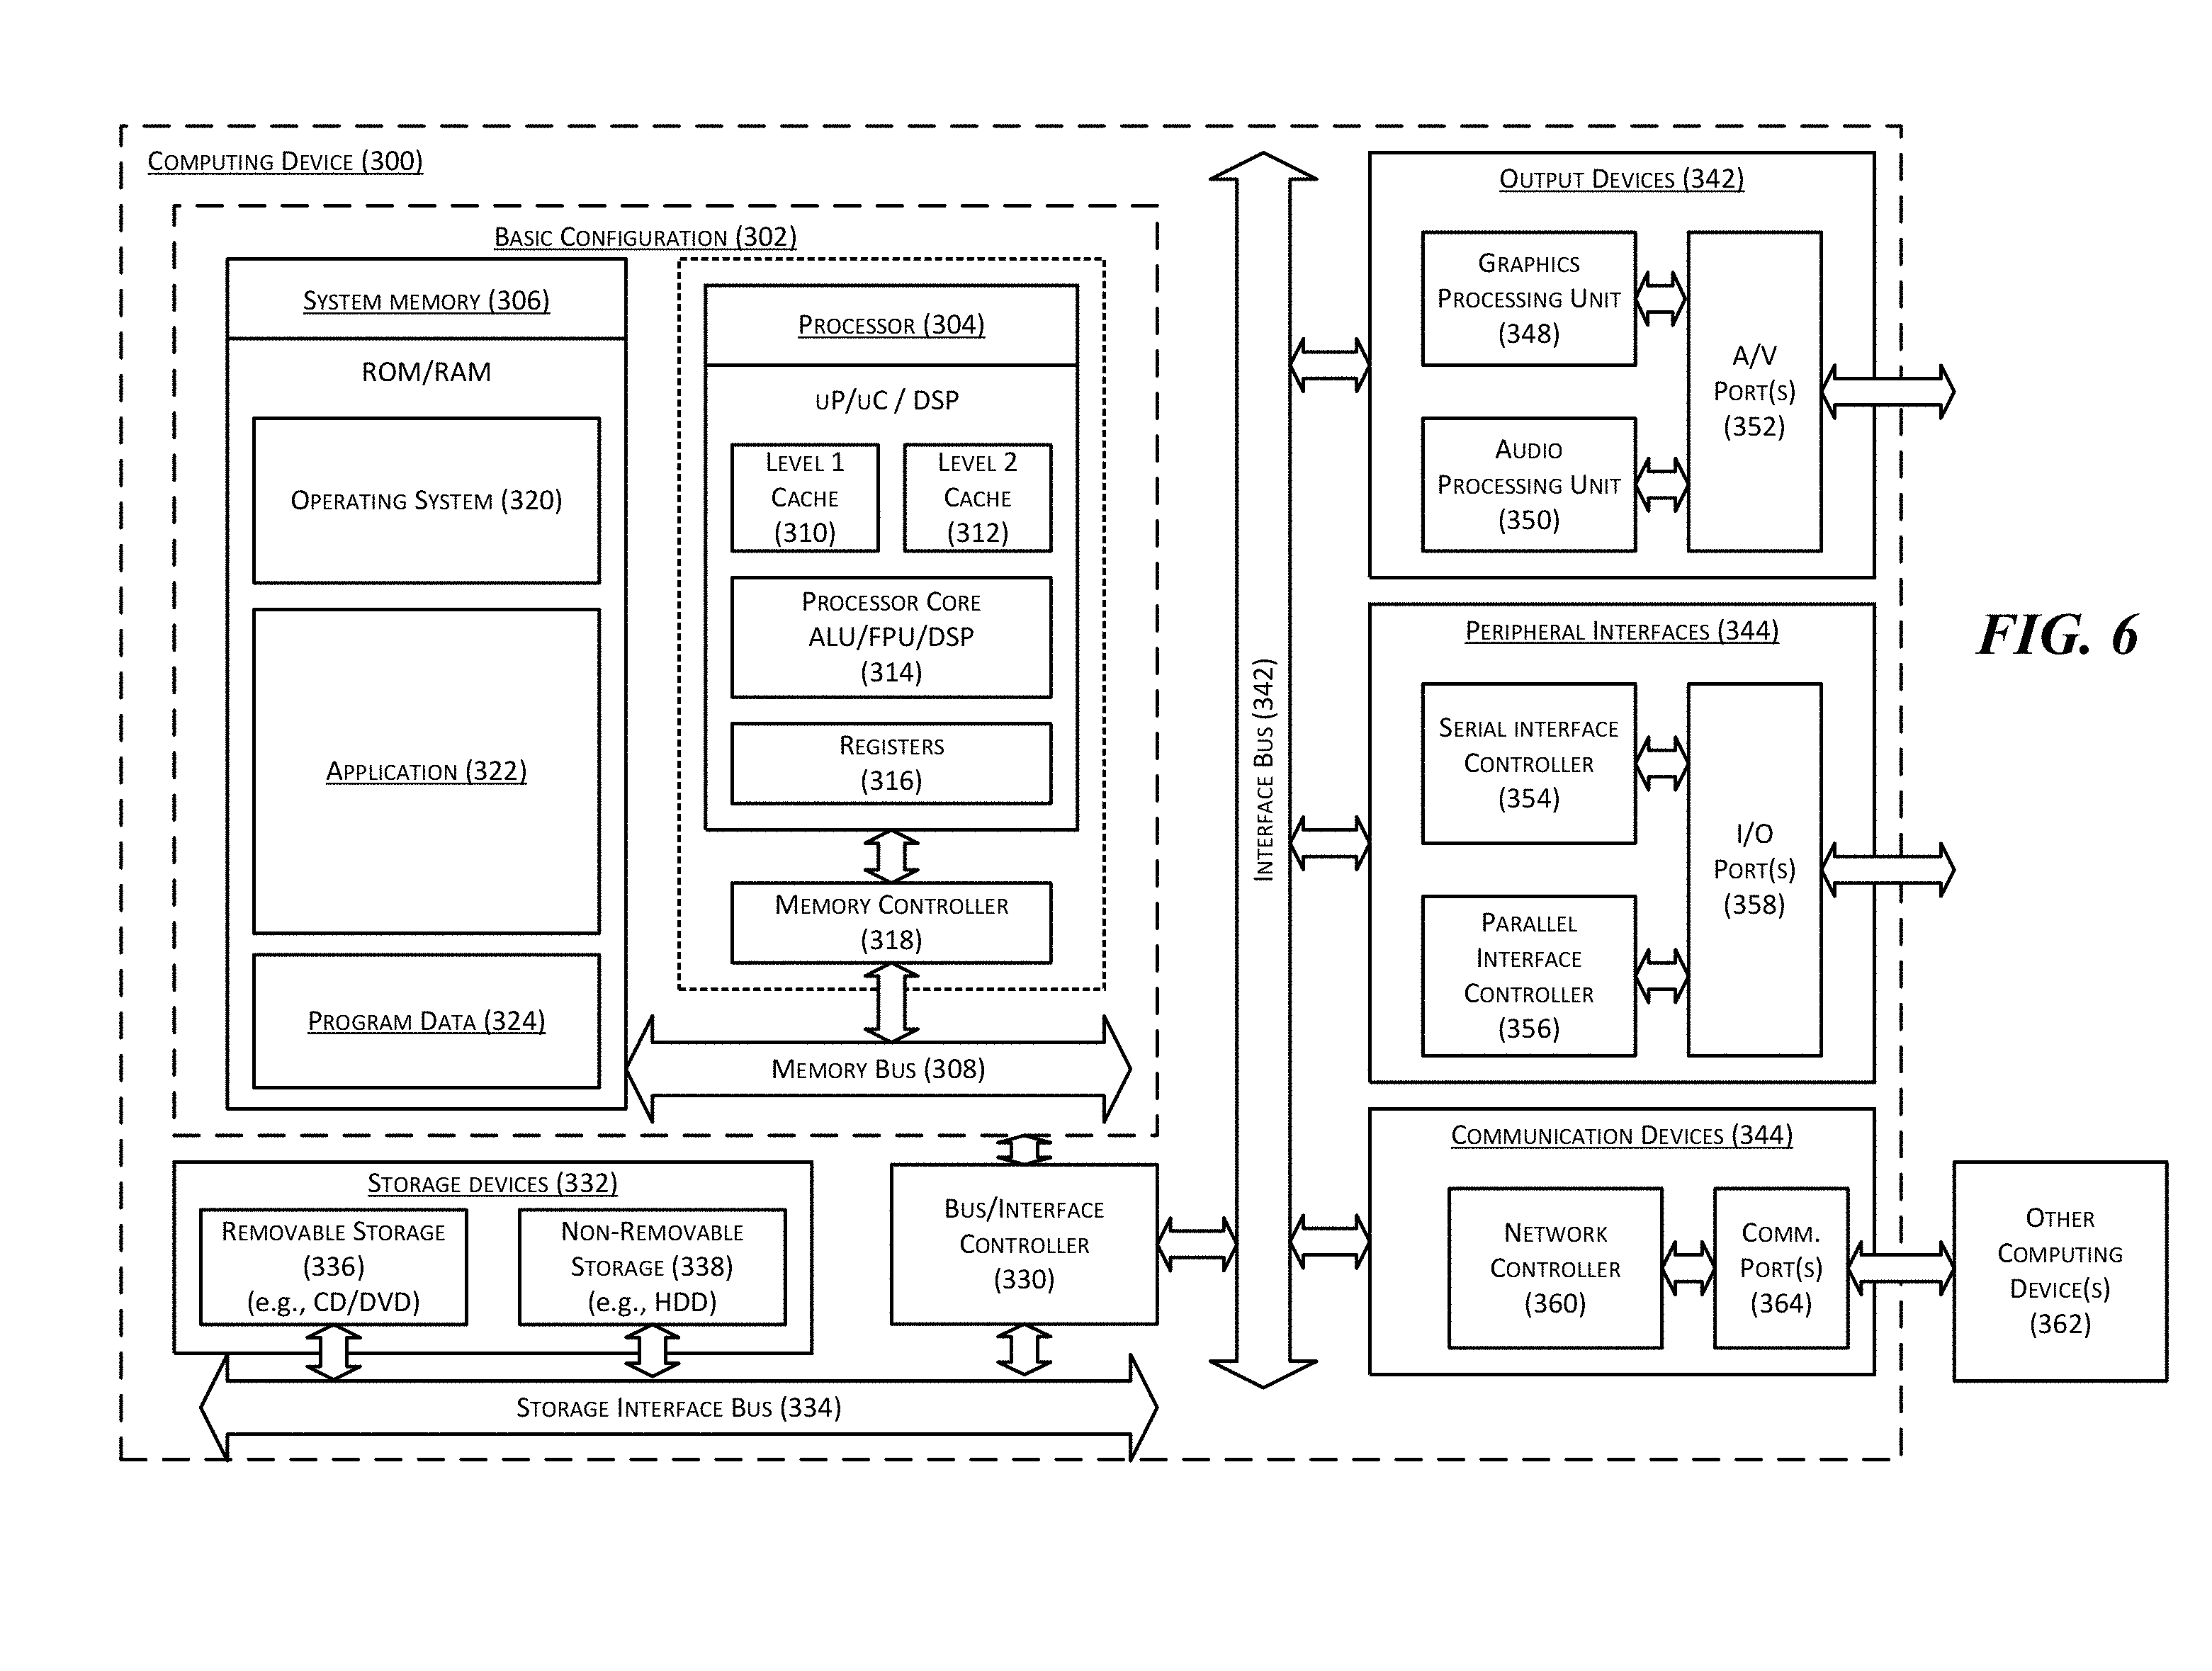 Computing Device (300)
Basic Configuration (302)
System memory (306)
ROM/RAM
Operating System (320)
Application (322)
Program Data (324)
Processor (304)
uP/uC / DSP
Level 1
Cache
(310)
Level 2
Cache
(312)
Processor Core
ALU/FPU/DSP
(314)
Registers
(316)
Memory Controller
(318)
Memory Bus (308)
Storage devices (332)
Removable Storage
(336)
(e.g., CD/DVD)
Non-Removable
Storage (338)
(e.g., HDD)
Bus/Interface
Controller
(330)
Storage Interface Bus (334)
Interface Bus (342)
Output Devices (342)
Graphics
Processing Unit
(348)
Audio
Processing Unit
(350)
A/V
Port(s)
(352)
Peripheral Interfaces (344)
Serial interface
Controller
(354)
Parallel
Interface
Controller
(356)
I/O
Port(s)
(358)
Communication Devices (344)
Network
Controller
(360)
Comm.
Port(s)
(364)
Other
Computing
Device(s)
(362)
FIG. 6